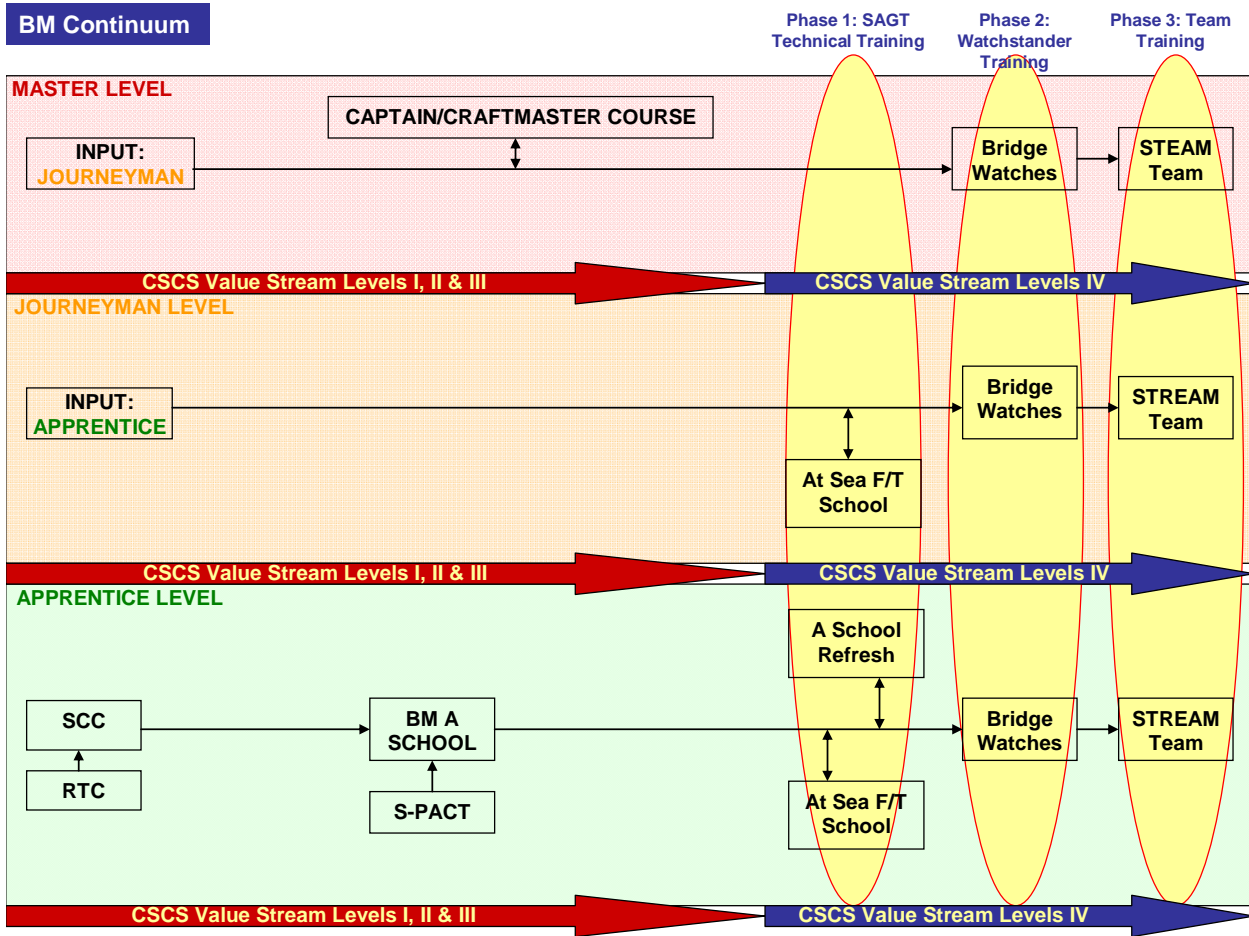 BM Continuum
Phase 1: SAGT
Technical Training
Phase 2:
Watchstander
Training
Phase 3: Team
Training
MASTER LEVEL
CAPTAIN/CRAFTMASTER COURSE
INPUT:
JOURNEYMAN
Bridge
Watches
STEAM
Team
CSCS Value Stream Levels I, II & III
CSCS Value Stream Levels IV
JOURNEYMAN LEVEL
INPUT:
APPRENTICE
Bridge
Watches
STREAM
Team
At Sea F/T
School
CSCS Value Stream Levels I, II & III
CSCS Value Stream Levels IV
APPRENTICE LEVEL
A School
Refresh
SCC
BM A
SCHOOL
Bridge
Watches
STREAM
Team
RTC
S-PACT
At Sea F/T
School
CSCS Value Stream Levels I, II & III
CSCS Value Stream Levels IV